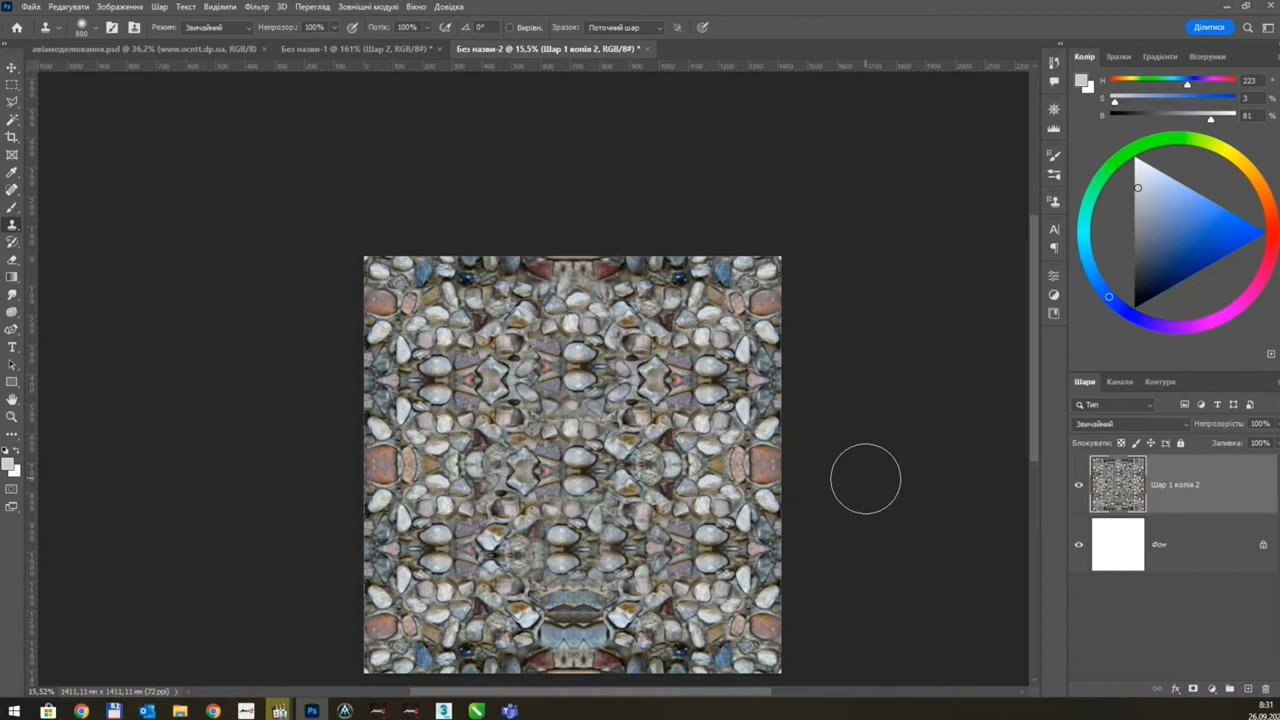 Файл Редагувати Зображення Шар Текст Виділити Фільтр 3D Перегляд Зовнішні модулі Вікно Довідка
800 Режим: Звичайний Непрозор.: 100% Потік: 100% 0° Вирівн. Зразок: Поточний шар Ділитися
авіамоделювання.psd @ 36,2% (www.ocntt.dp.ua, RGB/8) × Без назви-1 @ 161% (Шар 2, RGB/8#) * × Без назви-2 @ 15,5% (Шар 1 копія 2, RGB/8#) * ×
Колір Зразки Градієнти Візерунки
H 223 °
S 3 %
B 81 %
Шари Канали Контури
Тип
Звичайний Непрозорість: 100%
Блокувати: Заливка: 100%
Шар 1 копія 2
Фон
15,52% 1411,11 мм x 1411,11 мм (72 ppi)
8:31